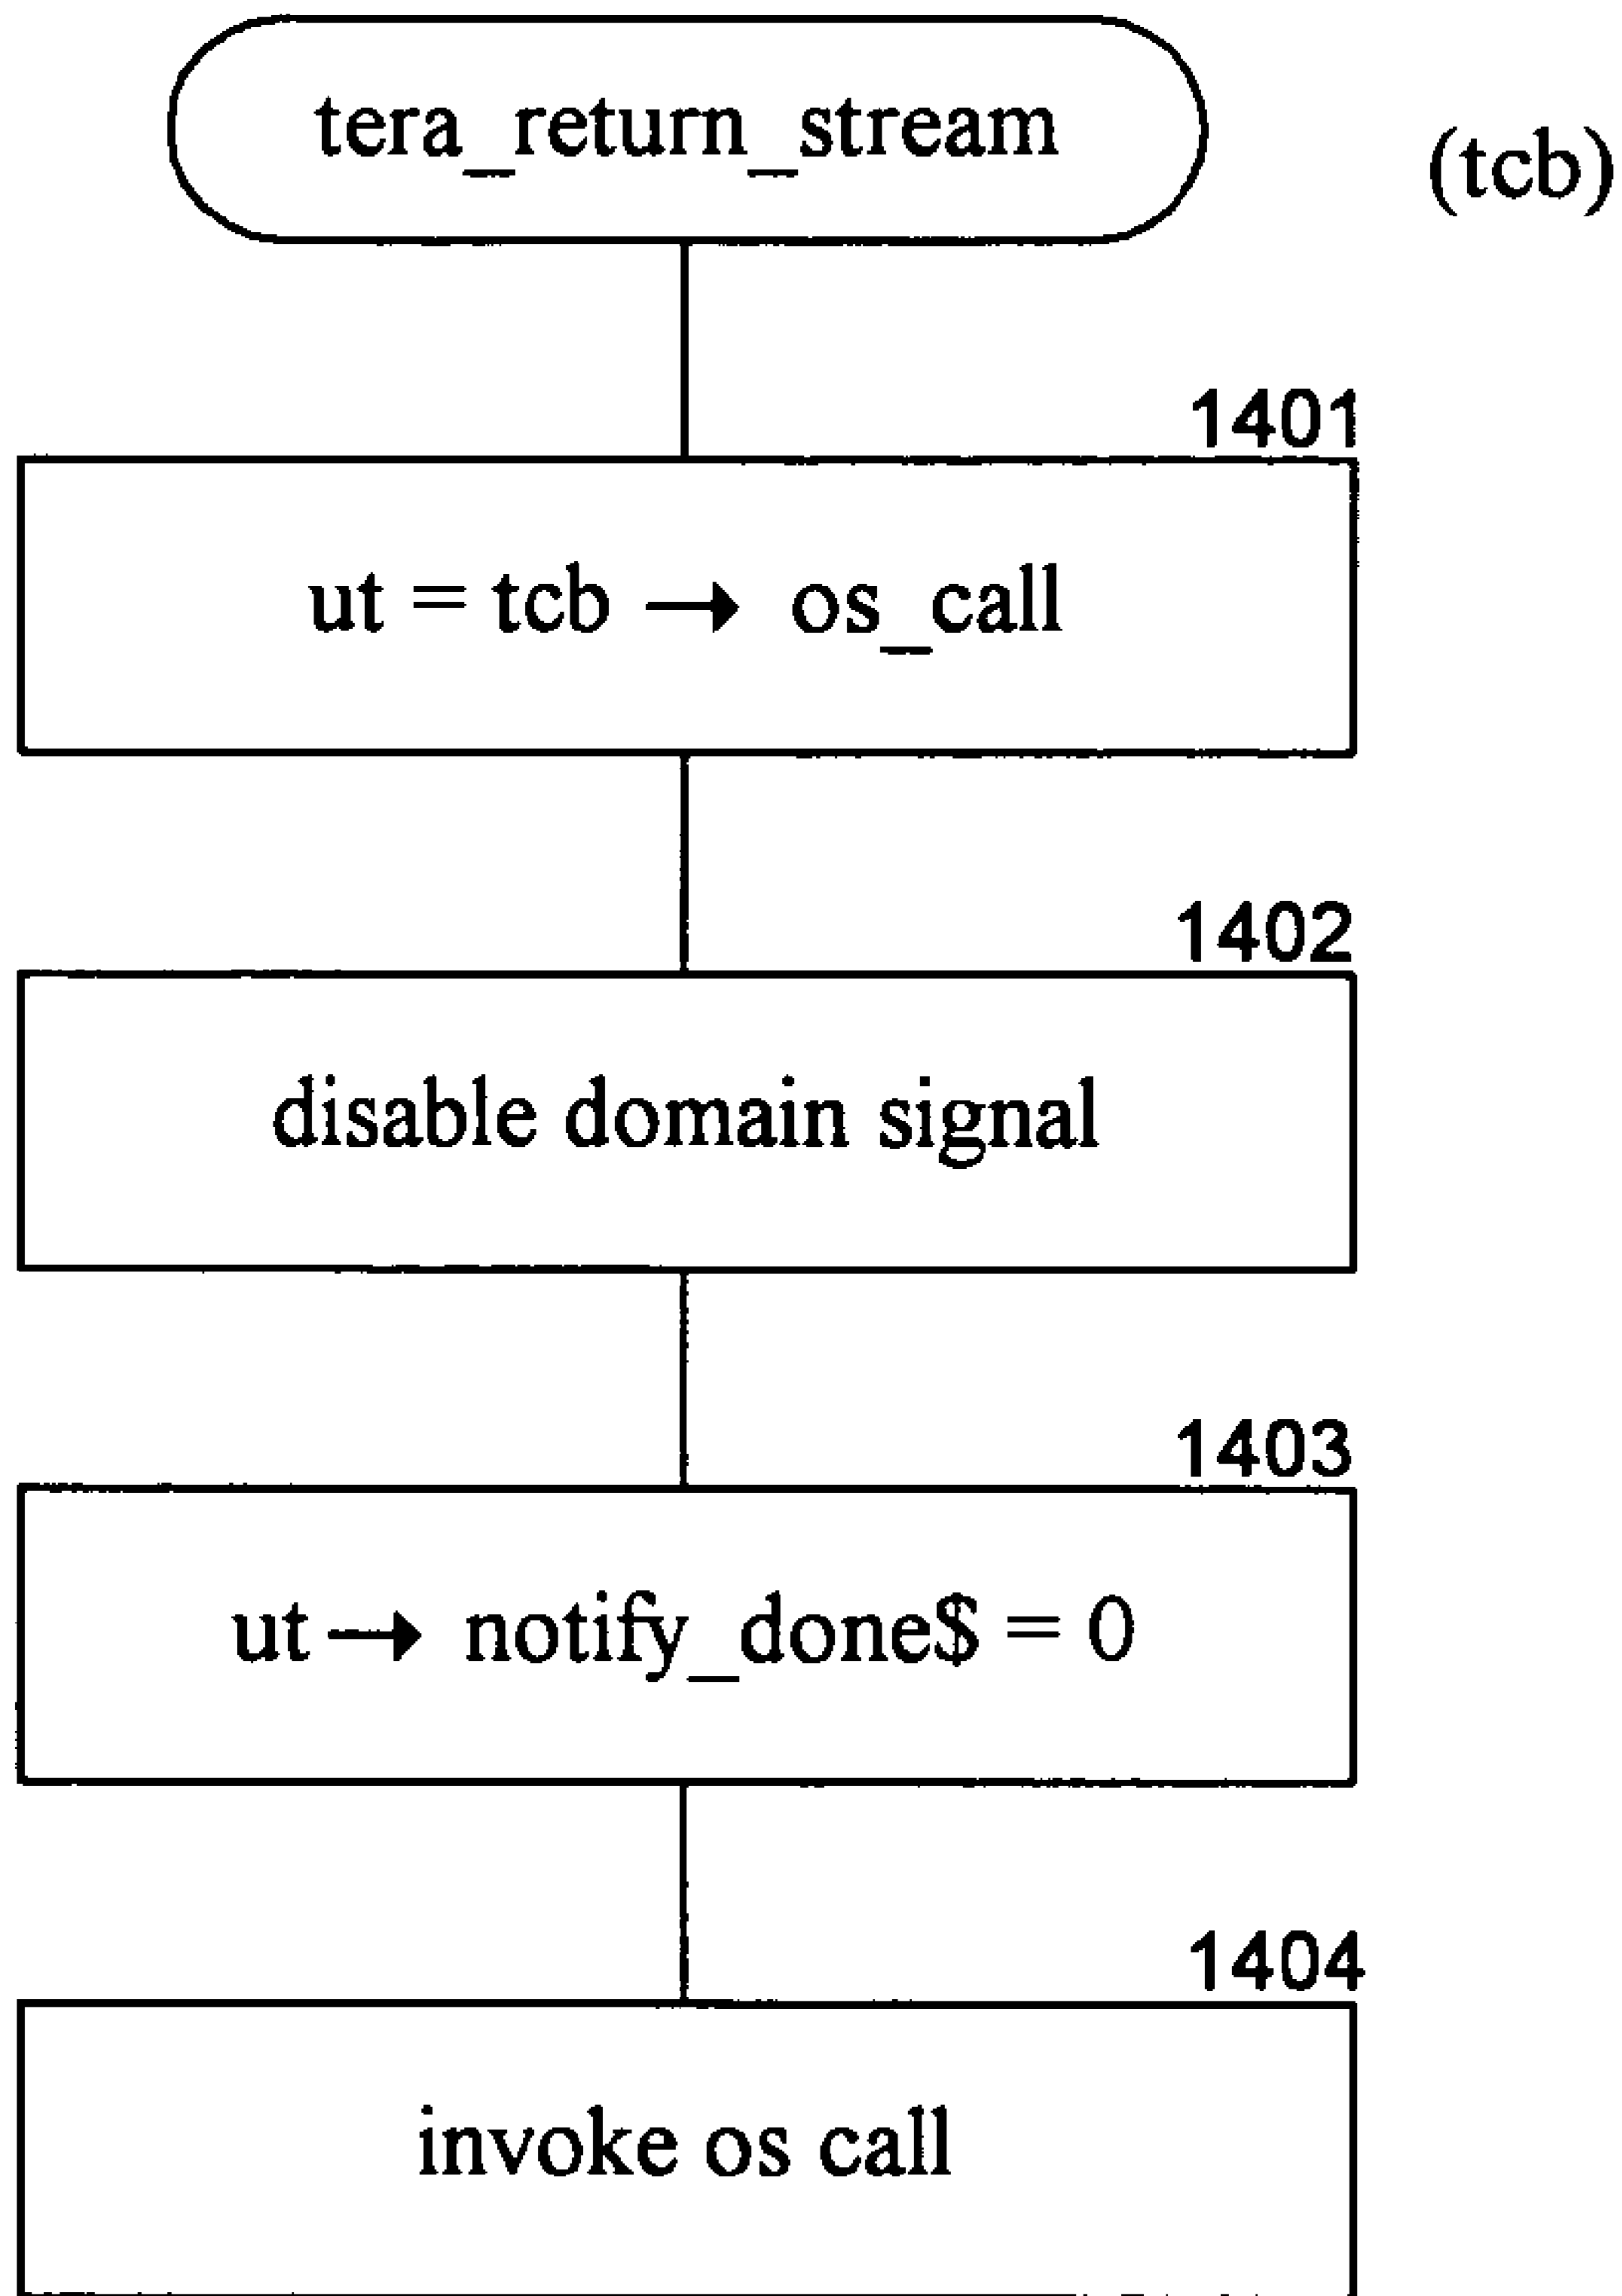 tera_return_stream
(tcb)
1401
ut = tcb → os_call
1402
disable domain signal
1403
ut → notify_done$ = 0
1404
invoke os call